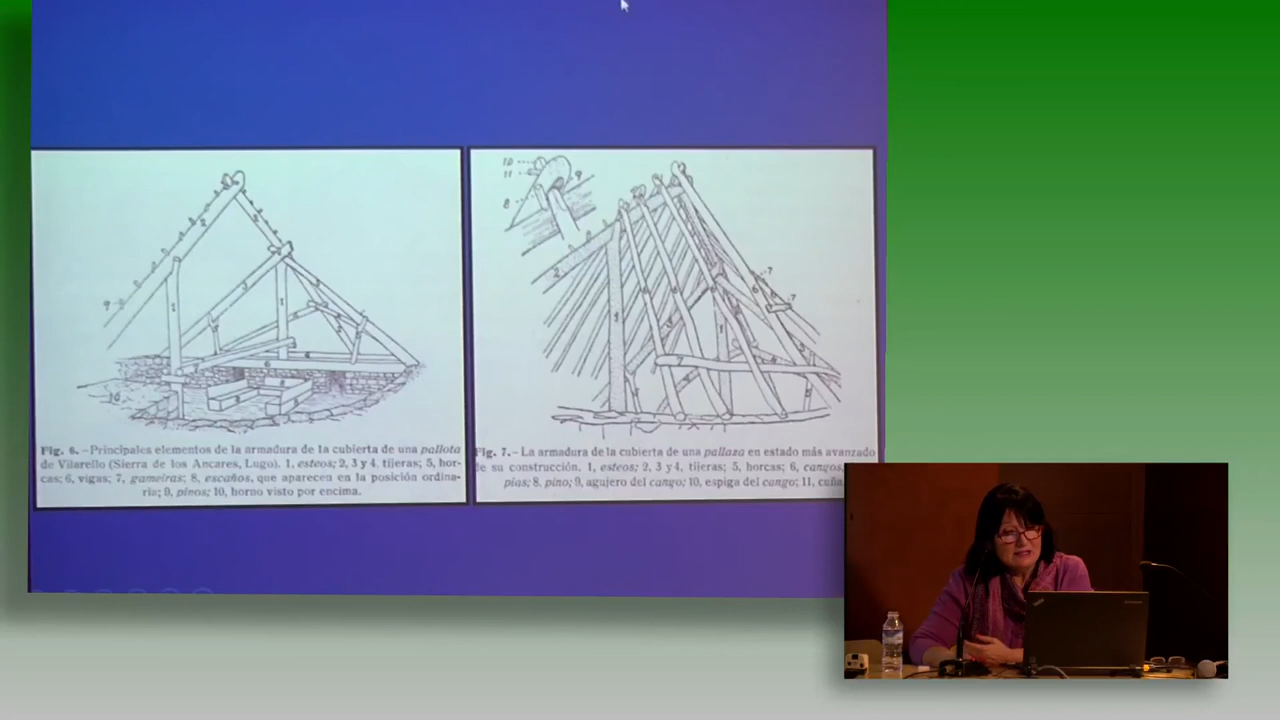 Fig. 6.–Principales elementos de la armadura de la cubierta de una pallota
de Vilarello (Sierra de los Ancares, Lugo). 1, esteos; 2, 3 y 4, tijeras; 5, hor-
cas; 6, vigas; 7, gameiras; 8, escaños, que aparecen en la posición ordina-
ria; 9, pinos; 10, horno visto por encima.
10
11
9
8
Fig. 7.–La armadura de la cubierta de una pallaza en estado más avanzado
de su construcción. 1, esteos; 2, 3 y 4, tijeras; 5, horcas; 6, cangos,
pias; 8, pino; 9, agujero del cango; 10, espiga del cango; 11, cuña